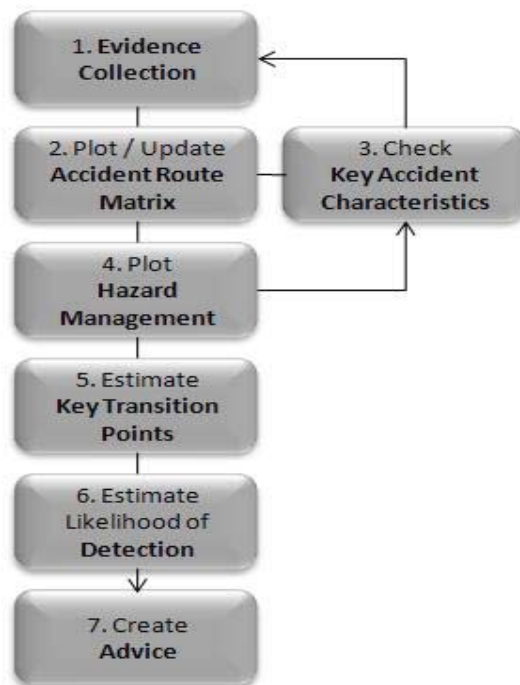 1. Evidence
Collection
2. Plot / Update
Accident Route
Matrix
3. Check
Key Accident
Characteristics
4. Plot
Hazard
Management
5. Estimate
Key Transition
Points
6. Estimate
Likelihood of
Detection
7. Create
Advice